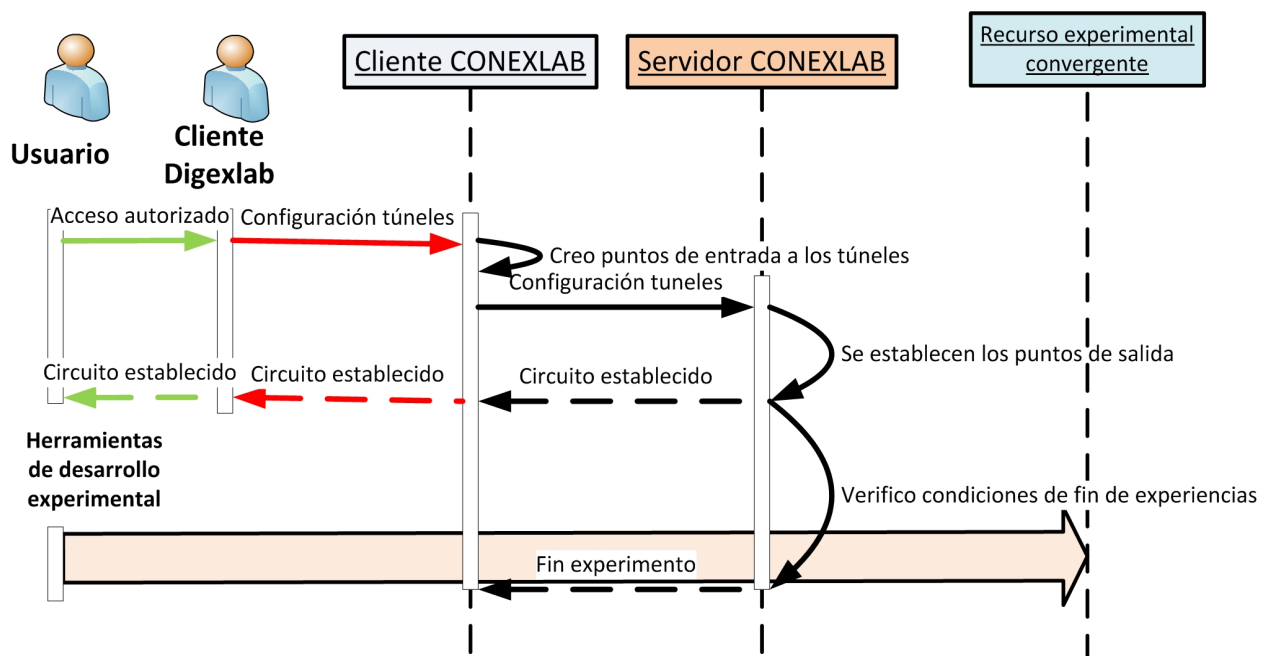 Usuario
Cliente
Digexlab
Cliente CONEXLAB
Servidor CONEXLAB
Recurso experimental
convergente
Acceso autorizado
Configuración túneles
Creo puntos de entrada a los túneles
Configuración tuneles
Se establecen los puntos de salida
Circuito establecido
Circuito establecido
Circuito establecido
Herramientas
de desarrollo
experimental
Verifico condiciones de fin de experiencias
Fin experimento